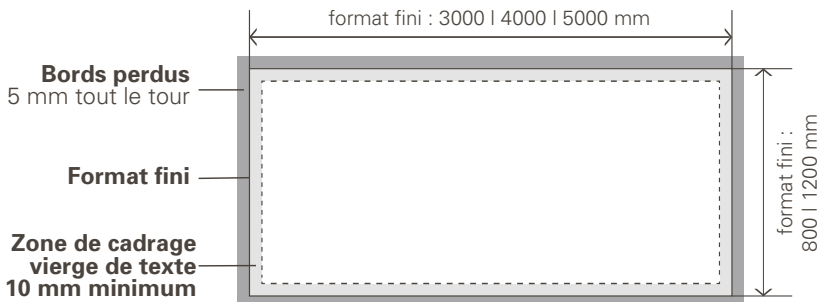 format fini : 3000 I 4000 I 5000 mm
Bords perdus
5 mm tout le tour
Format fini
Zone de cadrage
vierge de texte
10 mm minimum
format fini :
800 I 1200 mm